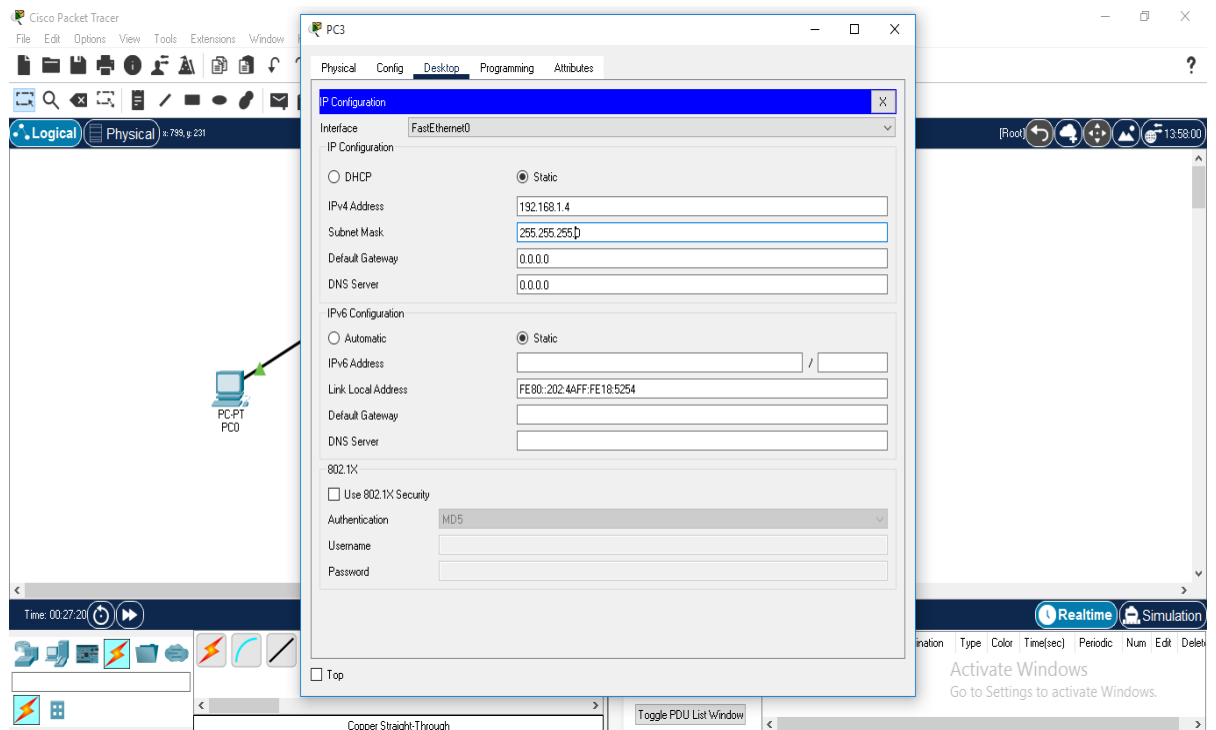 Cisco Packet Tracer
File Edit Options View Tools Extensions Window
PC3
Physical Config Desktop Programming Attributes
IP Configuration X
Interface FastEthernet0
IP Configuration
DHCP Static
IPv4 Address 192.168.1.4
Subnet Mask 255.255.255.0
Default Gateway 0.0.0.0
DNS Server 0.0.0.0
IPv6 Configuration
Automatic Static
IPv6 Address /
Link Local Address FE80::202:4AFF:FE18:5254
Default Gateway
DNS Server
802.1X
Use 802.1X Security
Authentication MD5
Username
Password
Top
Logical Physical x: 799, y: 231
[Root] 13:58:00
PC-PT
PC0
Time: 00:27:20
Realtime Simulation
Type Color Time(sec) Periodic Num Edit
Activate Windows
Go to Settings to activate Windows.
Toggle PDU List Window
Copper Straight-Through